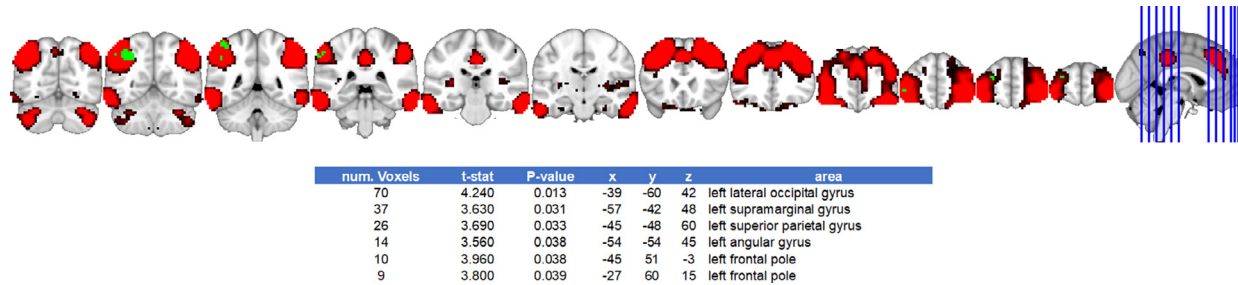 num. Voxels t-stat P-value x y z area
70 4.240 0.013 -39 -60 42 left lateral occipital gyrus
37 3.630 0.031 -57 -42 48 left supramarginal gyrus
26 3.690 0.033 -45 -48 60 left superior parietal gyrus
14 3.560 0.038 -54 -54 45 left angular gyrus
10 3.960 0.038 -45 51 -3 left frontal pole
9 3.800 0.039 -27 60 15 left frontal pole